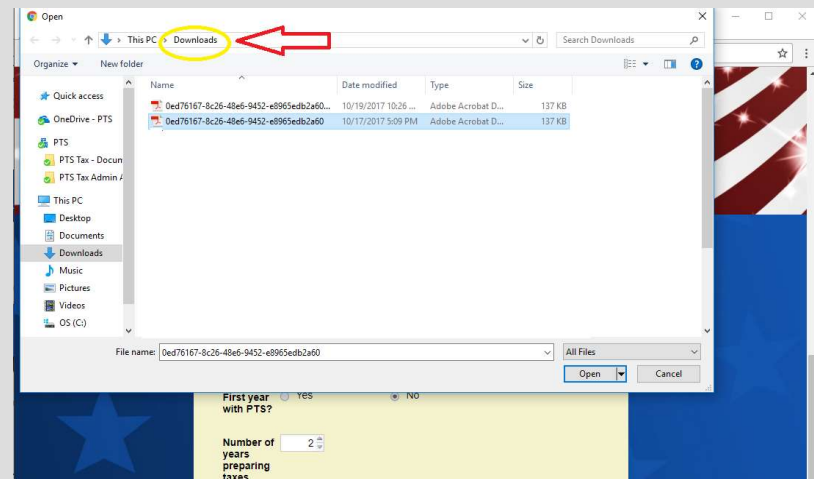 Open
This PC > Downloads
Search Downloads
Organize
New folder
Name
Date modified
Type
Size
Quick access
OneDrive - PTS
PTS
PTS Tax - Docum
PTS Tax Admin
This PC
Desktop
Documents
Downloads
Music
Pictures
Videos
OS (C:)
0ed76167-8c26-48e6-9452-e8965edb2a60... 10/19/2017 10:26 ... Adobe Acrobat D... 137 KB
0ed76167-8c26-48e6-9452-e8965edb2a60 10/17/2017 5:09 PM Adobe Acrobat D... 137 KB
File name: 0ed76167-8c26-48e6-9452-e8965edb2a60
All Files
Open
Cancel
First year
with PTS?
Yes
No
Number of
years
preparing
taxes
2